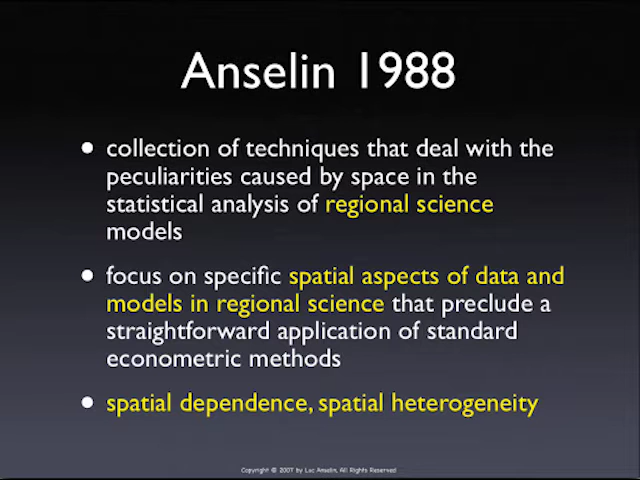 Anselin 1988
• collection of techniques that deal with the
peculiarities caused by space in the
statistical analysis of regional science
models
• focus on specific spatial aspects of data and
models in regional science that preclude a
straightforward application of standard
econometric methods
• spatial dependence, spatial heterogeneity
Copyright © 2007 by Luc Anselin, All Rights Reserved